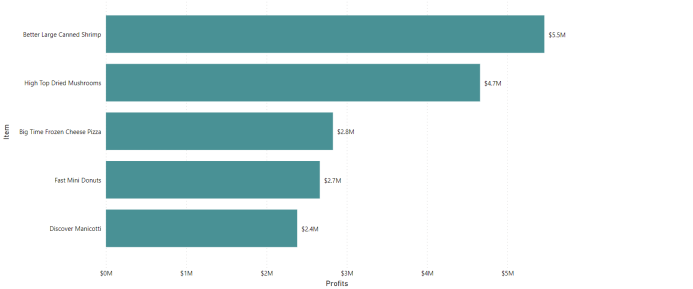 Item
Better Large Canned Shrimp $5.5M
High Top Dried Mushrooms $4.7M
Big Time Frozen Cheese Pizza $2.8M
Fast Mini Donuts $2.7M
Discover Manicotti $2.4M
$0M $1M $2M $3M $4M $5M
Profits